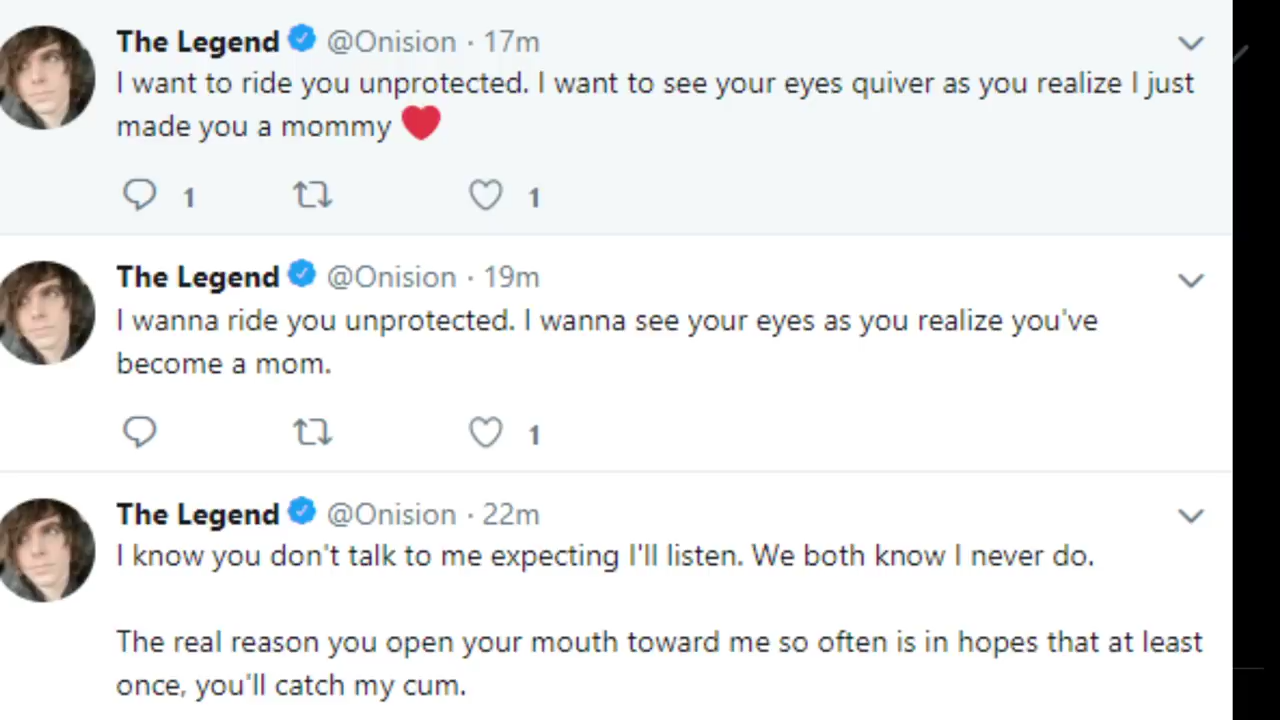 The Legend @Onision · 17m
I want to ride you unprotected. I want to see your eyes quiver as you realize I just
made you a mommy ❤️
1 1
The Legend @Onision · 19m
I wanna ride you unprotected. I wanna see your eyes as you realize you've
become a mom.
1
The Legend @Onision · 22m
I know you don't talk to me expecting I'll listen. We both know I never do.
The real reason you open your mouth toward me so often is in hopes that at least
once, you'll catch my cum.